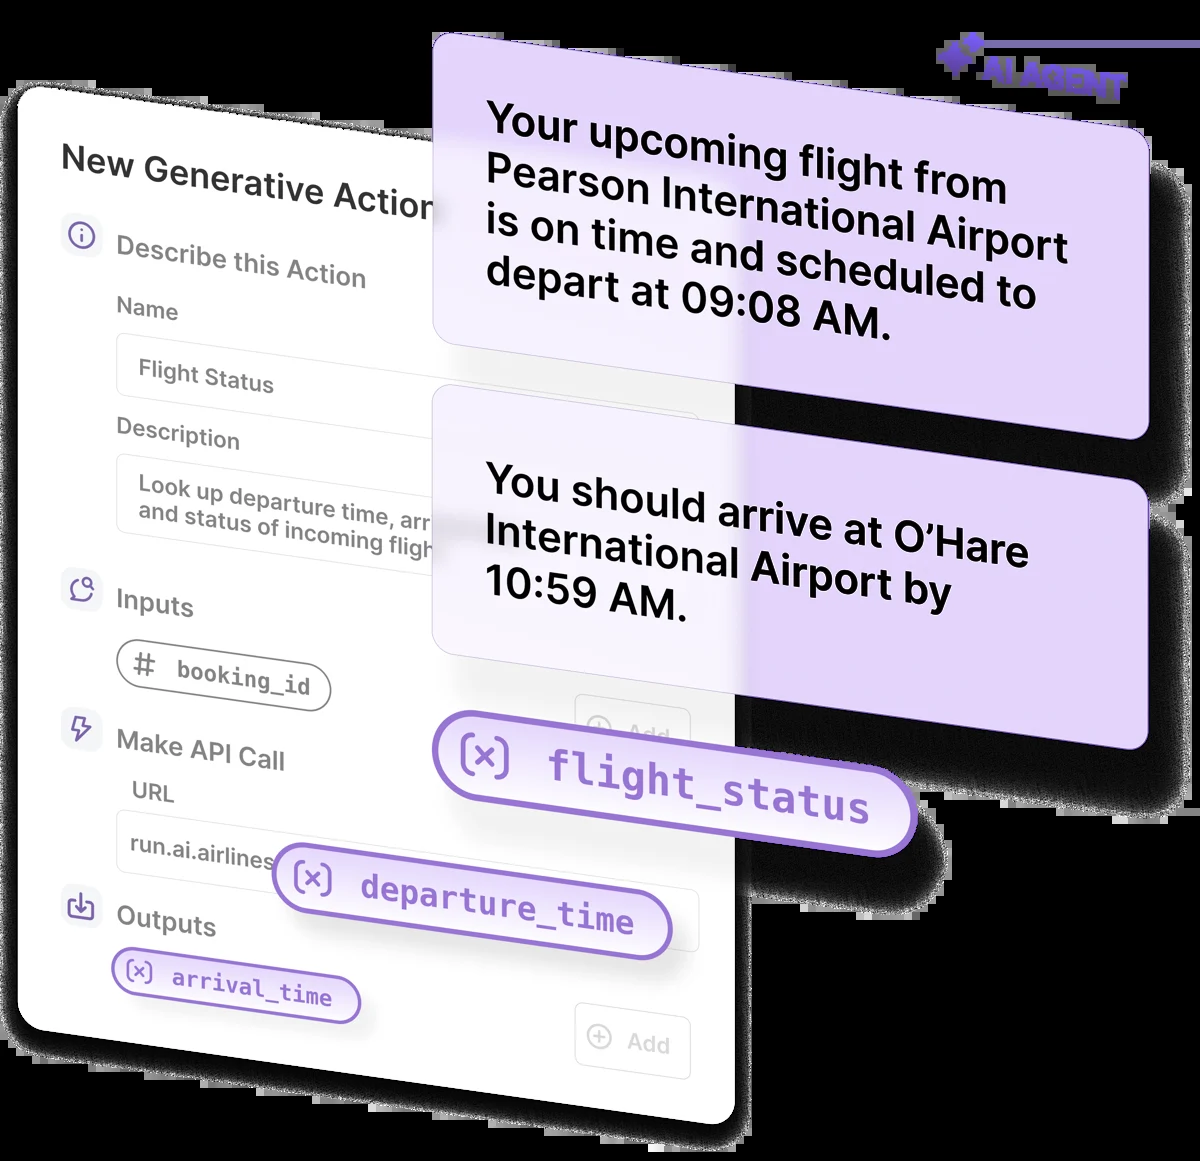 AI AGENT
Your upcoming flight from
Pearson International Airport
is on time and scheduled to
depart at 09:08 AM.
You should arrive at O’Hare
International Airport by
10:59 AM.
New Generative Action
Describe this Action
Name
Flight Status
Description
Look up departure time,
and status of incoming
Inputs
# booking_id
Add
Make API Call
URL
run.ai.airlines
Outputs
[x] flight_status
[x] departure_time
[x] arrival_time
Add